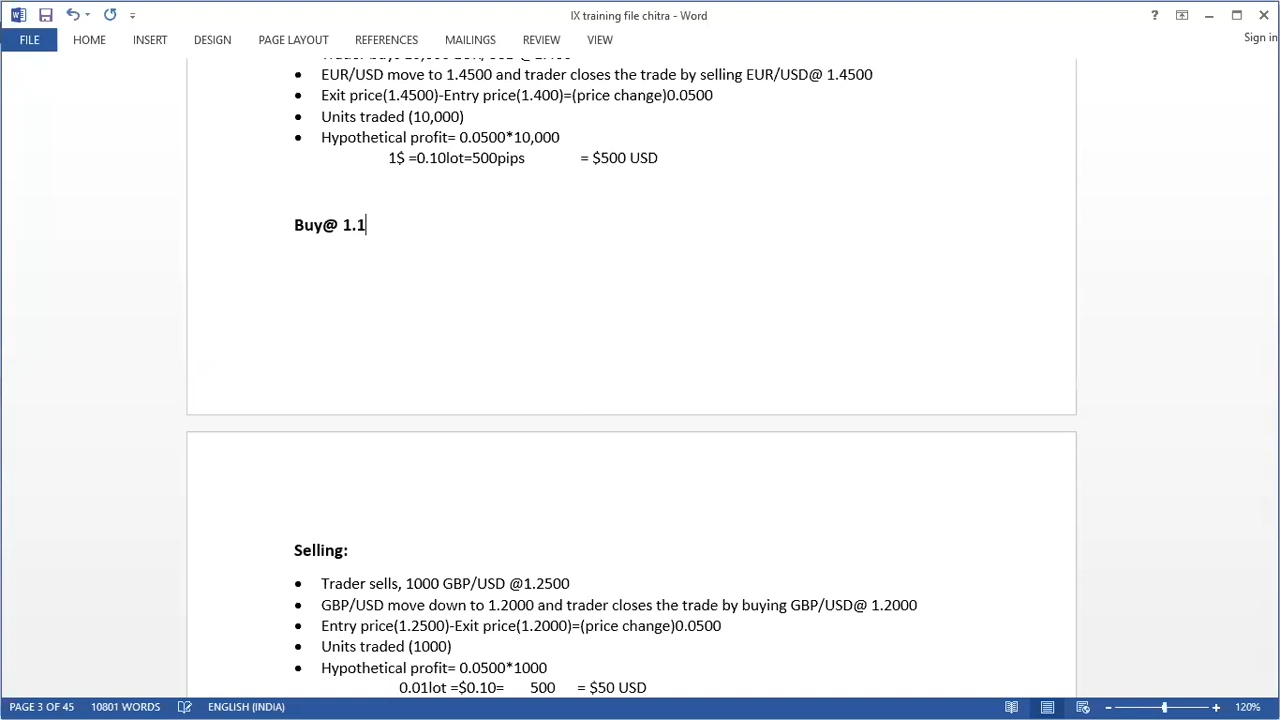 IX training file chitra - Word
?
Sign in
FILE HOME INSERT DESIGN PAGE LAYOUT REFERENCES MAILINGS REVIEW VIEW
• EUR/USD move to 1.4500 and trader closes the trade by selling EUR/USD@ 1.4500
• Exit price(1.4500)-Entry price(1.400)=(price change)0.0500
• Units traded (10,000)
• Hypothetical profit= 0.0500*10,000
1$ =0.10lot=500pips = $500 USD
Buy@ 1.1
Selling:
• Trader sells, 1000 GBP/USD @1.2500
• GBP/USD move down to 1.2000 and trader closes the trade by buying GBP/USD@ 1.2000
• Entry price(1.2500)-Exit price(1.2000)=(price change)0.0500
• Units traded (1000)
• Hypothetical profit= 0.0500*1000
0.01lot =$0.10= 500 = $50 USD
PAGE 3 OF 45 10801 WORDS ENGLISH (INDIA) 120%